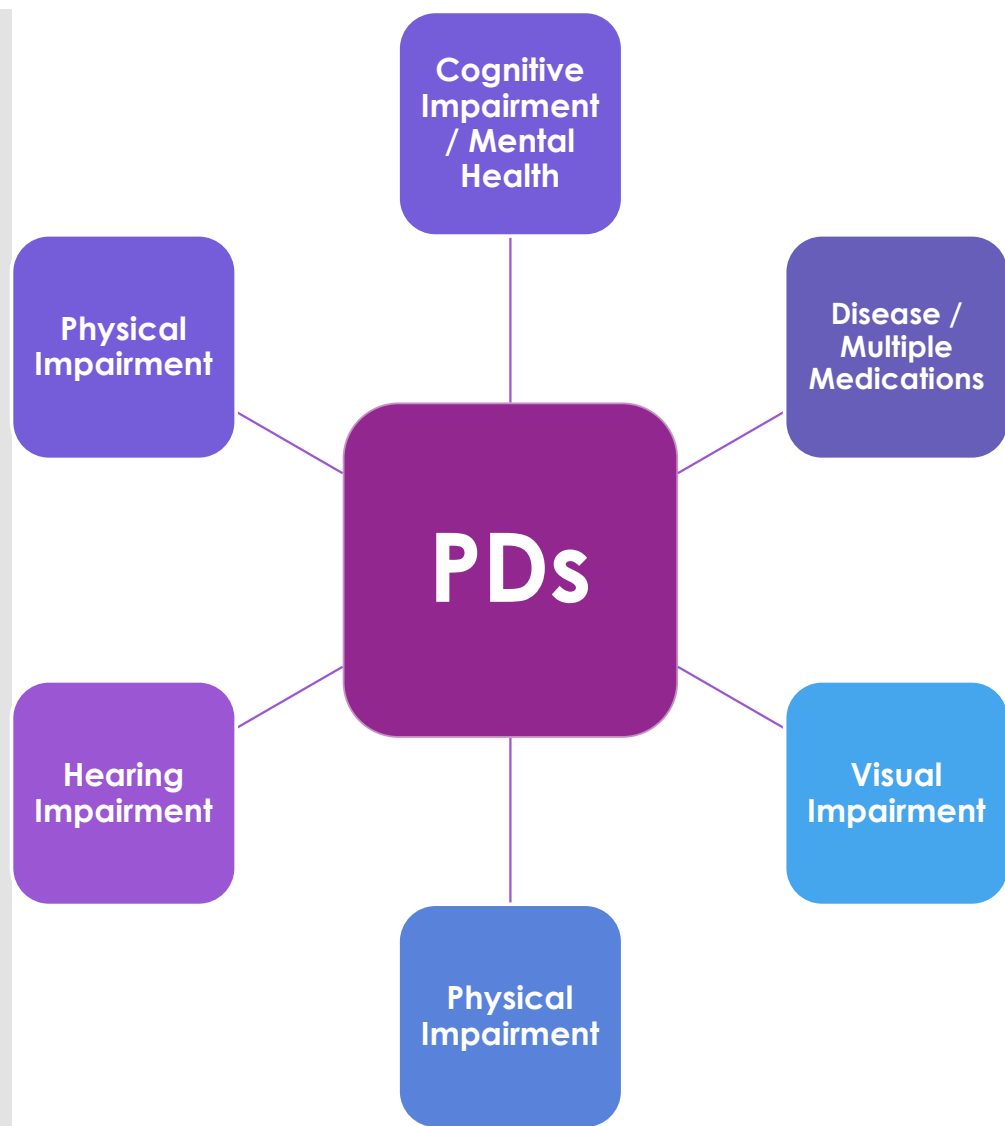 Cognitive
Impairment
/ Mental
Health
Physical
Impairment
Disease /
Multiple
Medications
PDs
Hearing
Impairment
Visual
Impairment
Physical
Impairment